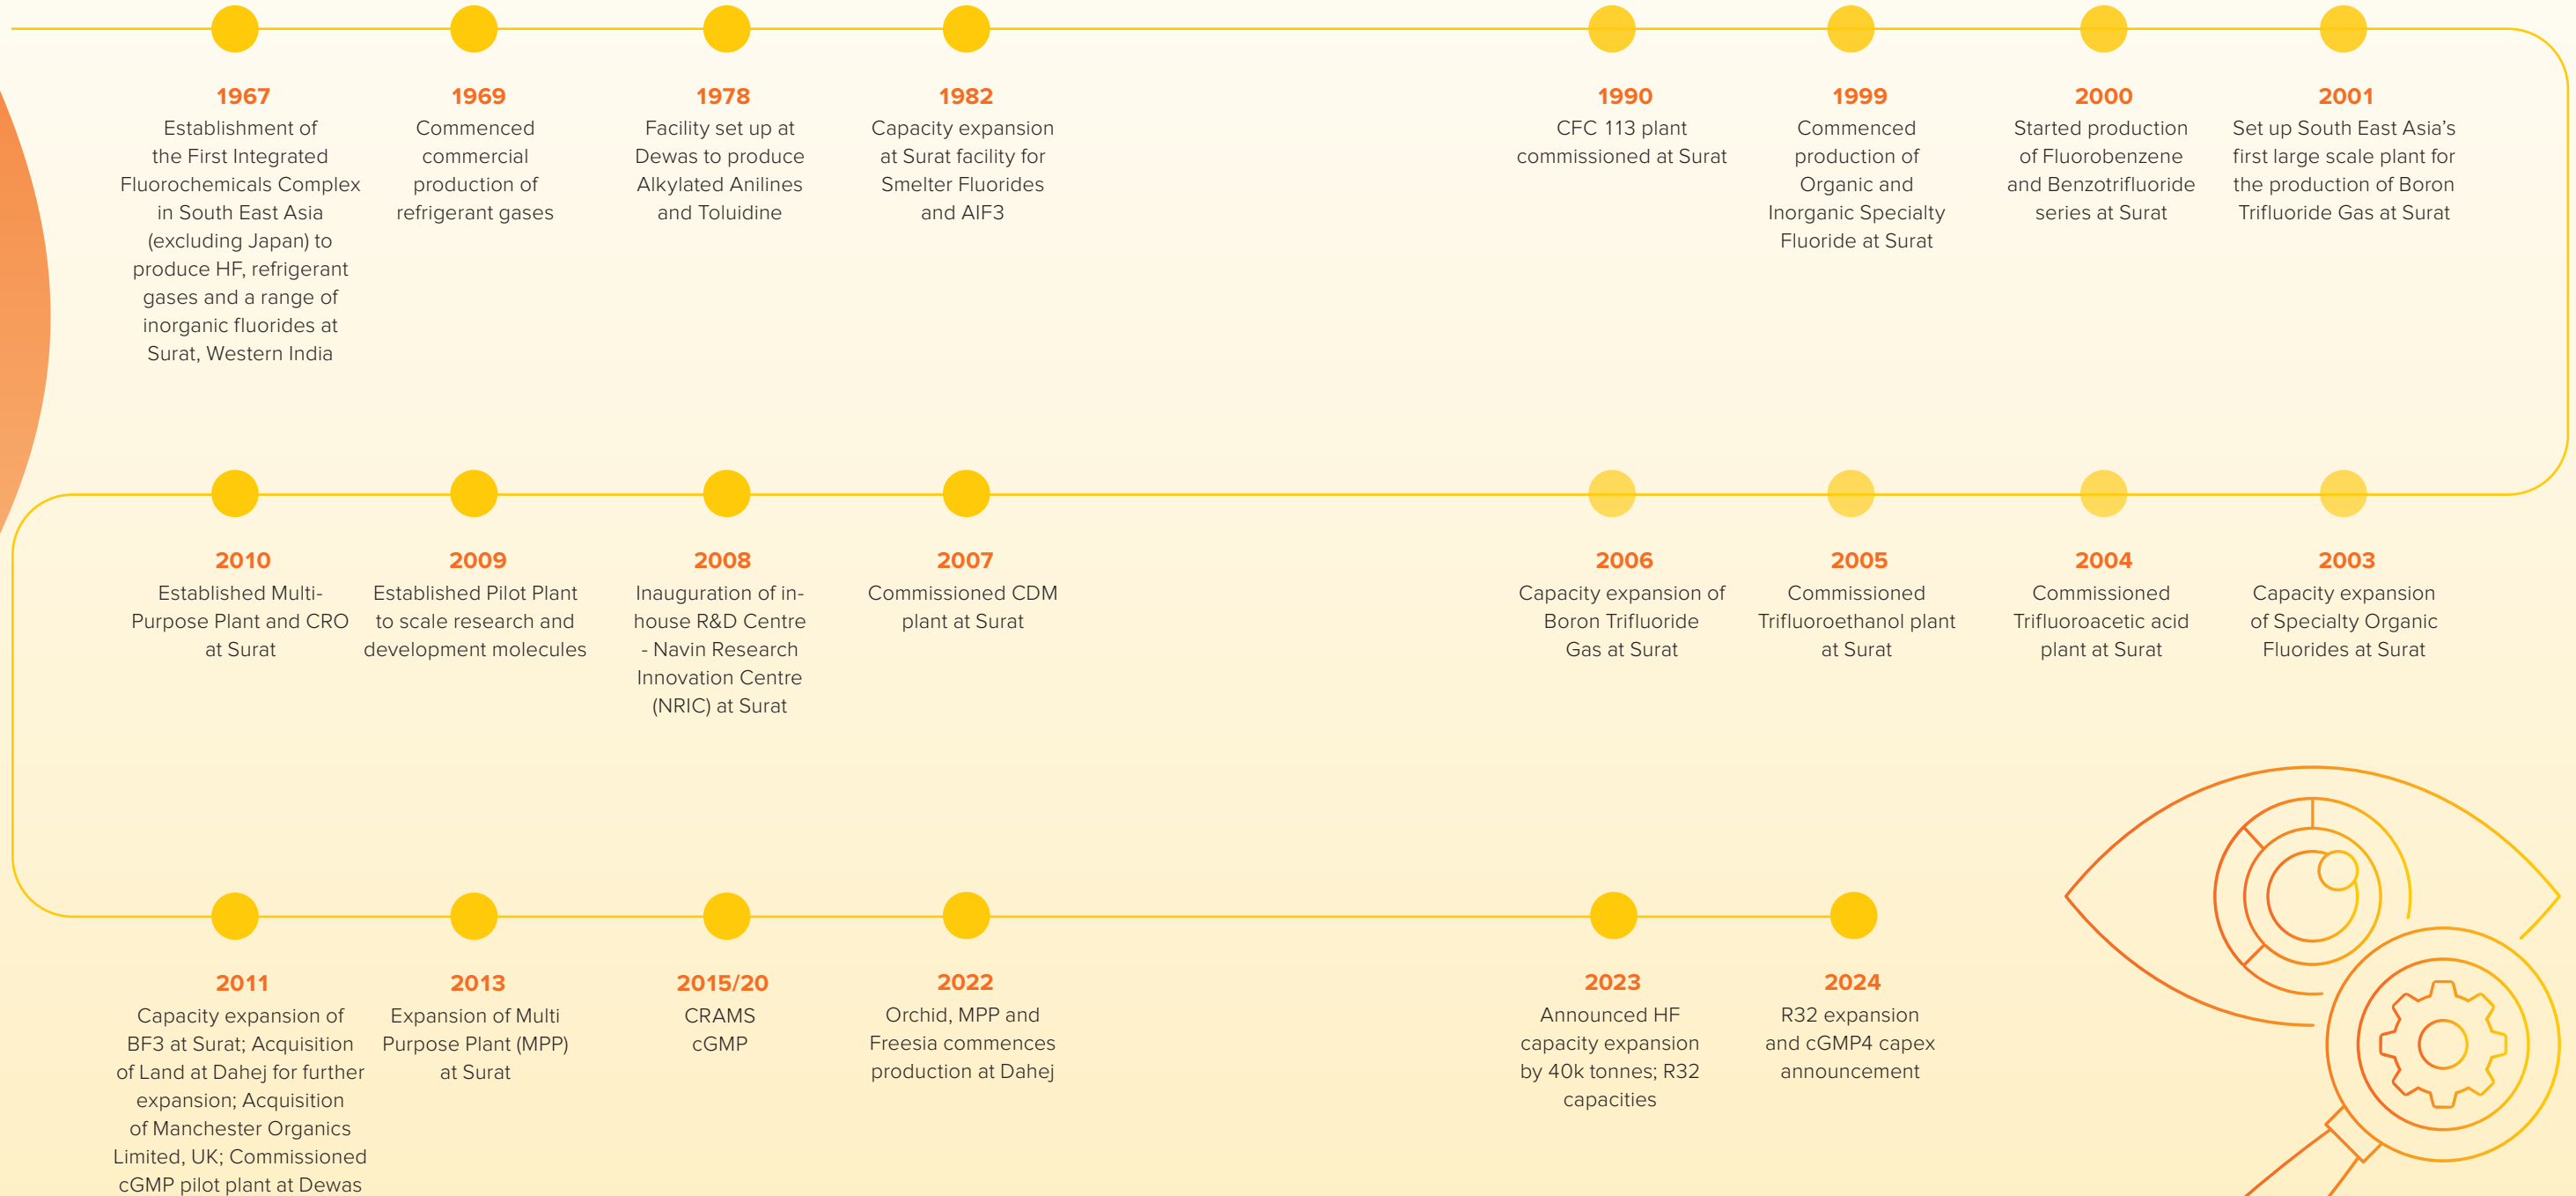 1967
Establishment of
the First Integrated
Fluorochemicals Complex
in South East Asia
(excluding Japan) to
produce HF, refrigerant
gases and a range of
inorganic fluorides at
Surat, Western India
1969
Commenced
commercial
production of
refrigerant gases
1978
Facility set up at
Dewas to produce
Alkylated Anilines
and Toluidine
1982
Capacity expansion
at Surat facility for
Smelter Fluorides
and AIF3
1990
CFC 113 plant
commissioned at Surat
1999
Commenced
production of
Organic and
Inorganic Specialty
Fluoride at Surat
2000
Started production
of Fluorobenzene
and Benzotrifluoride
series at Surat
2001
Set up South East Asia’s
first large scale plant for
the production of Boron
Trifluoride Gas at Surat
2003
Capacity expansion
of Specialty Organic
Fluorides at Surat
2004
Commissioned
Trifluoroacetic acid
plant at Surat
2005
Commissioned
Trifluoroethanol plant
at Surat
2006
Capacity expansion of
Boron Trifluoride
Gas at Surat
2007
Commissioned CDM
plant at Surat
2008
Inauguration of in-
house R&D Centre
- Navin Research
Innovation Centre
(NRIC) at Surat
2009
Established Pilot Plant
to scale research and
development molecules
2010
Established Multi-
Purpose Plant and CRO
at Surat
2011
Capacity expansion of
BF3 at Surat; Acquisition
of Land at Dahej for further
expansion; Acquisition
of Manchester Organics
Limited, UK; Commissioned
cGMP pilot plant at Dewas
2013
Expansion of Multi
Purpose Plant (MPP)
at Surat
2015/20
CRAMS
cGMP
2022
Orchid, MPP and
Freesia commences
production at Dahej
2023
Announced HF
capacity expansion
by 40k tonnes; R32
capacities
2024
R32 expansion
and cGMP4 capex
announcement